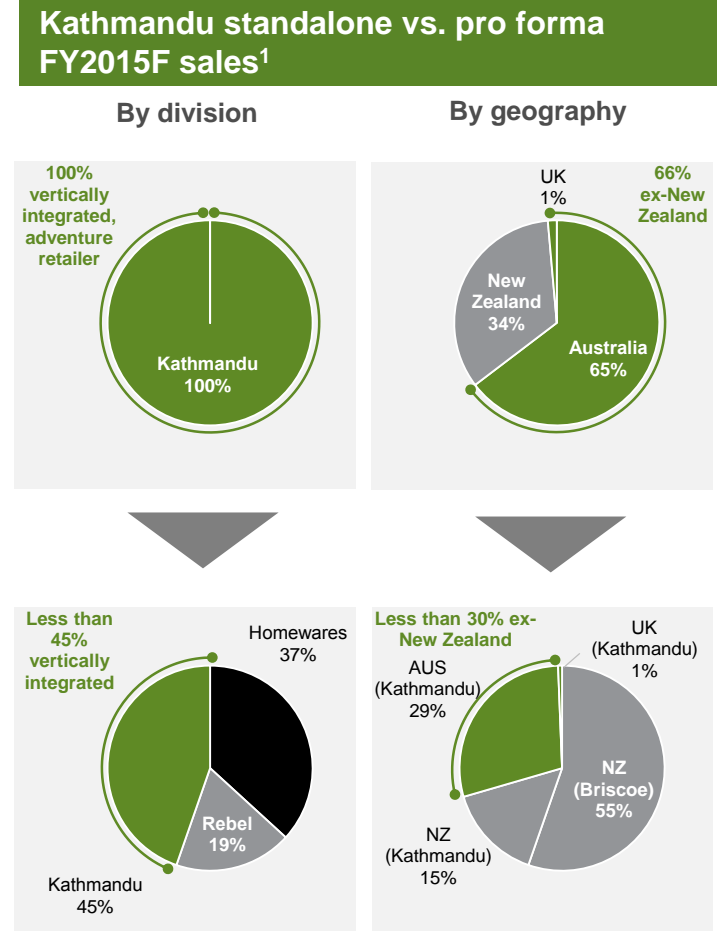 Kathmandu standalone vs. pro forma
FY2015F sales1
By division
By geography
100%
vertically
integrated,
adventure
retailer
Kathmandu
100%
UK
1%
66%
ex-New
Zealand
New
Zealand
34%
Australia
65%
Less than
45%
vertically
integrated
Homewares
37%
Rebel
19%
Kathmandu
45%
Less than 30% ex-
New Zealand
UK
(Kathmandu)
1%
AUS
(Kathmandu)
29%
NZ
(Briscoe)
55%
NZ
(Kathmandu)
15%